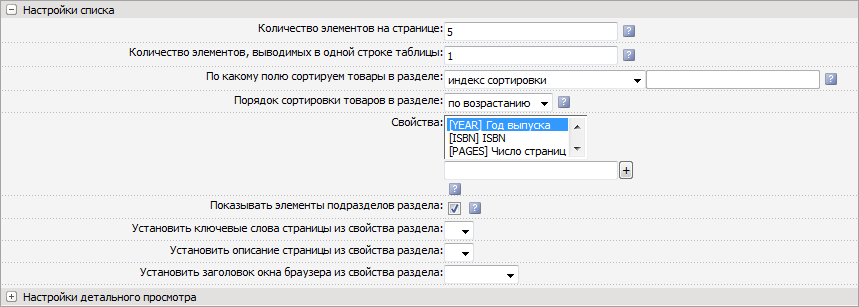 Настройки списка
Количество элементов на странице: 5 ?
Количество элементов, выводимых в одной строке таблицы: 1 ?
По какому полю сортируем товары в разделе: индекс сортировки ?
Порядок сортировки товаров в разделе: по возрастанию ?
Свойства: [YEAR] Год выпуска
[ISBN] ISBN
[PAGES] Число страниц
+
?
Показывать элементы подразделов раздела: ?
Установить ключевые слова страницы из свойства раздела:
Установить описание страницы из свойства раздела:
Установить заголовок окна браузера из свойства раздела:
Настройки детального просмотра